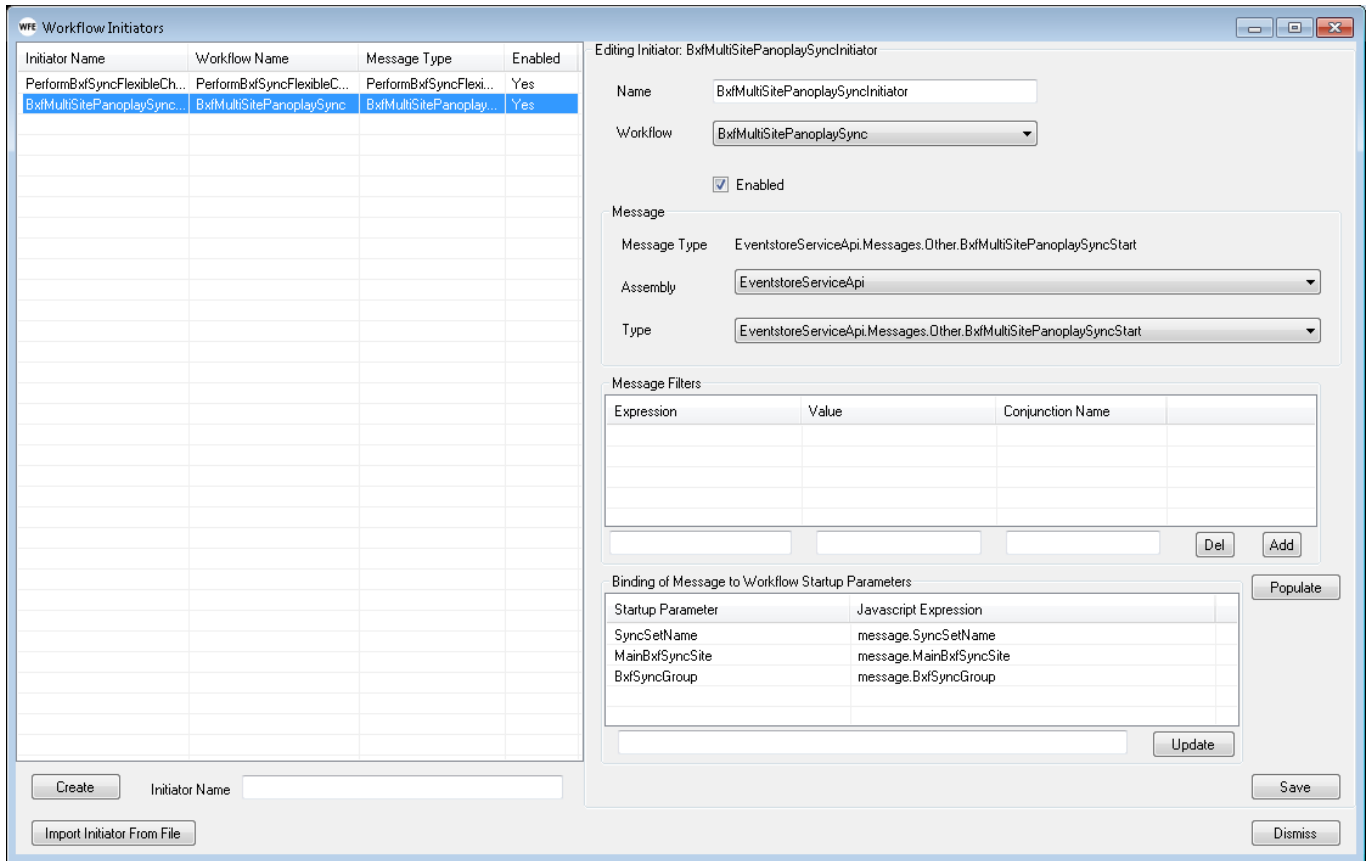 WFE Workflow Initiators
Initiator Name Workflow Name Message Type Enabled
PerformBxfSyncFlexibleCh... PerformBxfSyncFlexibleC... PerformBxfSyncFlexi... Yes
BxfMultiSitePanoplaySync... BxfMultiSitePanoplaySync BxfMultiSitePanoplay... Yes
Create Initiator Name
Import Initiator From File
Editing Initiator: BxfMultiSitePanoplaySyncInitiator
Name BxfMultiSitePanoplaySyncInitiator
Workflow BxfMultiSitePanoplaySync
Enabled
Message
Message Type EventstoreServiceApi.Messages.Other.BxfMultiSitePanoplaySyncStart
Assembly EventstoreServiceApi
Type EventstoreServiceApi.Messages.Other.BxfMultiSitePanoplaySyncStart
Message Filters
Expression Value Conjunction Name
Del Add
Binding of Message to Workflow Startup Parameters
Populate
Startup Parameter Javascript Expression
SyncSetName message.SyncSetName
MainBxfSyncSite message.MainBxfSyncSite
BxfSyncGroup message.BxfSyncGroup
Update
Save
Dismiss